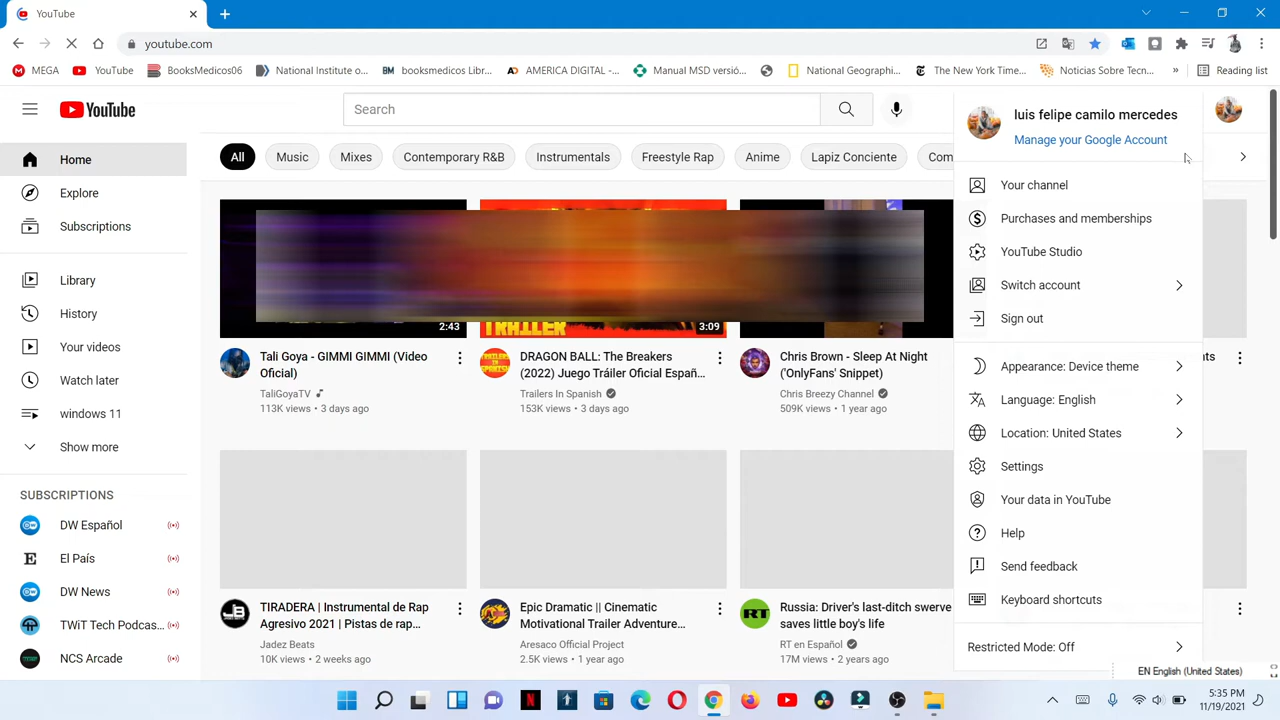 YouTube
youtube.com
MEGA
YouTube
BooksMedicos06
National Institute o...
booksmedicos Libr...
AMERICA DIGITAL -...
Manual MSD versió...
National Geographi...
The New York Time...
Noticias Sobre Tecn...
»
Reading list
YouTube
Search
luis felipe camilo mercedes
Manage your Google Account
Home
Explore
Subscriptions
Library
History
Your videos
Watch later
windows 11
Show more
SUBSCRIPTIONS
DW Español
El País
DW News
TWiT Tech Podcas...
NCS Arcade
All
Music
Mixes
Contemporary R&B
Instrumentals
Freestyle Rap
Anime
Lapiz Conciente
Com
2:43
TRAILER
3:09
Tali Goya - GIMMI GIMMI (Video
Oficial)
TaliGoyaTV
113K views • 3 days ago
DRAGON BALL: The Breakers
(2022) Juego Tráiler Oficial Españ...
Trailers In Spanish
153K views • 3 days ago
Chris Brown - Sleep At Night
('OnlyFans' Snippet)
Chris Breezy Channel
509K views • 1 year ago
nts
TIRADERA | Instrumental de Rap
Agresivo 2021 | Pistas de rap...
Jadez Beats
10K views • 2 weeks ago
Epic Dramatic || Cinematic
Motivational Trailer Adventure...
Aresaco Official Project
2.5K views • 1 year ago
RT
Russia: Driver's last-ditch swerve
saves little boy's life
RT en Español
17M views • 2 years ago
Your channel
Purchases and memberships
YouTube Studio
Switch account
Sign out
Appearance: Device theme
Language: English
Location: United States
Settings
Your data in YouTube
Help
Send feedback
Keyboard shortcuts
Restricted Mode: Off
EN English (United States)
5:35 PM
11/19/2021